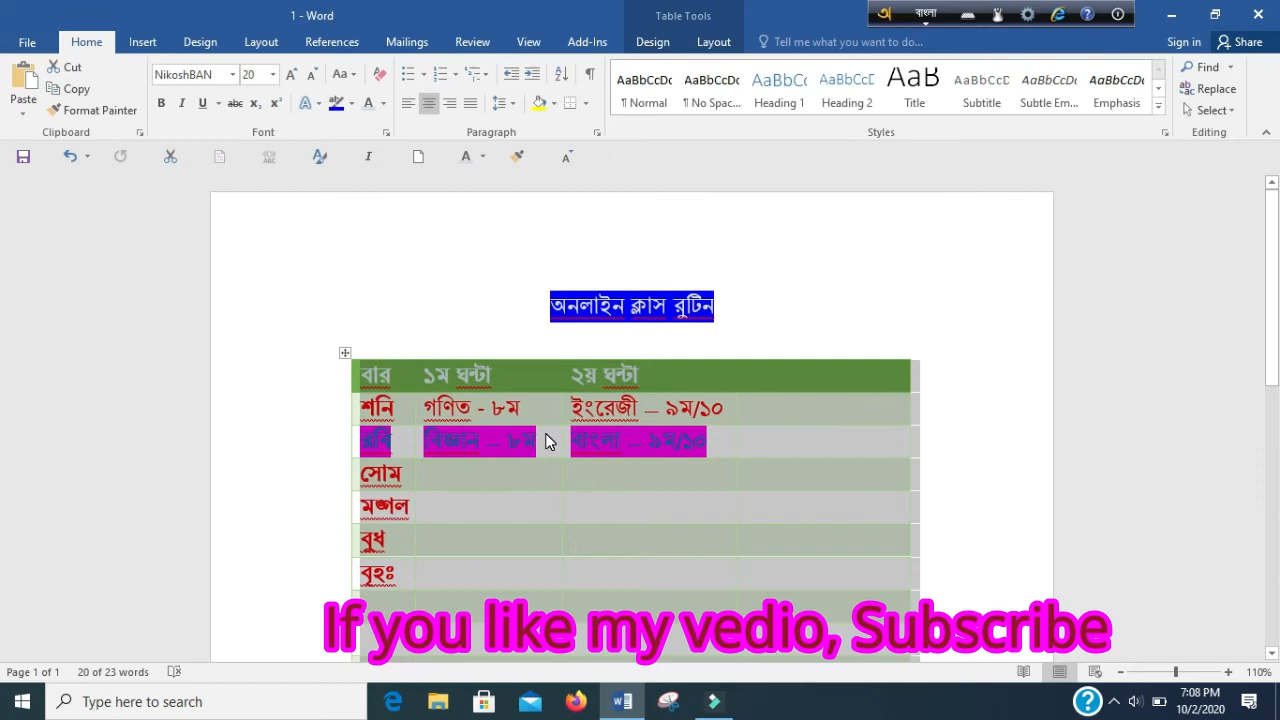 1 - Word
Table Tools
বাংলা
File Home Insert Design Layout References Mailings Review View Add-Ins Design Layout Tell me what you want to do... Sign in Share
Paste
Cut
Copy
Format Painter
NikoshBAN 20
AaBbCcDc AaBbCcDc AaBbCc AaBbCcD AaB AaBbCcD AaBbCcDc AaBbCcDc
¶ Normal ¶ No Spac... Heading 1 Heading 2 Title Subtitle Subtle Em... Emphasis
Find
Replace
Select
Clipboard Font Paragraph Styles Editing
অনলাইন ক্লাস রুটিন
বার ১ম ঘন্টা ২য় ঘন্টা
শনি গণিত - ৮ম ইংরেজী – ৯ম/১০
রবি বিজ্ঞান – ৮ম বাংলা – ৯ম/১০
সোম
মঙ্গল
বুধ
বৃহঃ
If you like my vedio, Subscribe
Page 1 of 1 20 of 23 words 110%
Type here to search
7:08 PM
10/2/2020